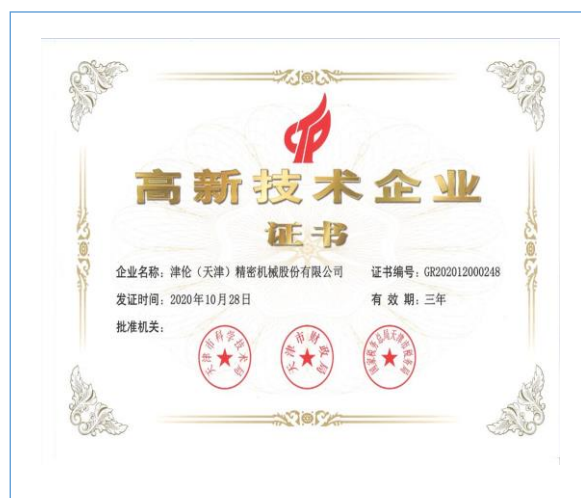 高新技术企业
证书
企业名称：津伦（天津）精密机械股份有限公司 证书编号：GR202012000248
发证时间：2020年10月28日 有 效 期：三年
批准机关：
天津市科学技术局 天津市财政局 国家税务总局天津市税务局